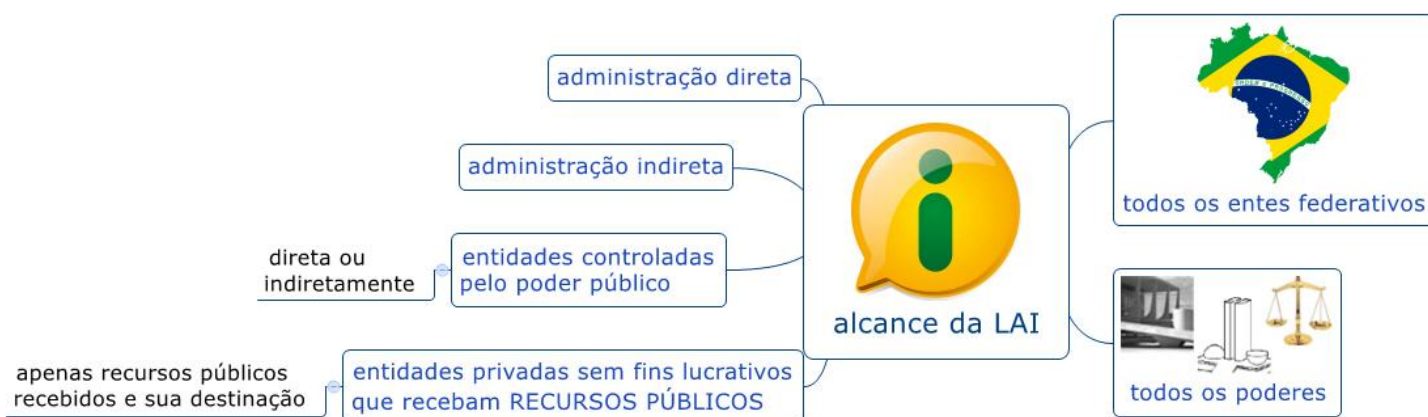 administração direta
administração indireta
direta ou
indiretamente
entidades controladas
pelo poder público
apenas recursos públicos
recebidos e sua destinação
entidades privadas sem fins lucrativos
que recebam RECURSOS PÚBLICOS
alcance da LAI
todos os entes federativos
todos os poderes